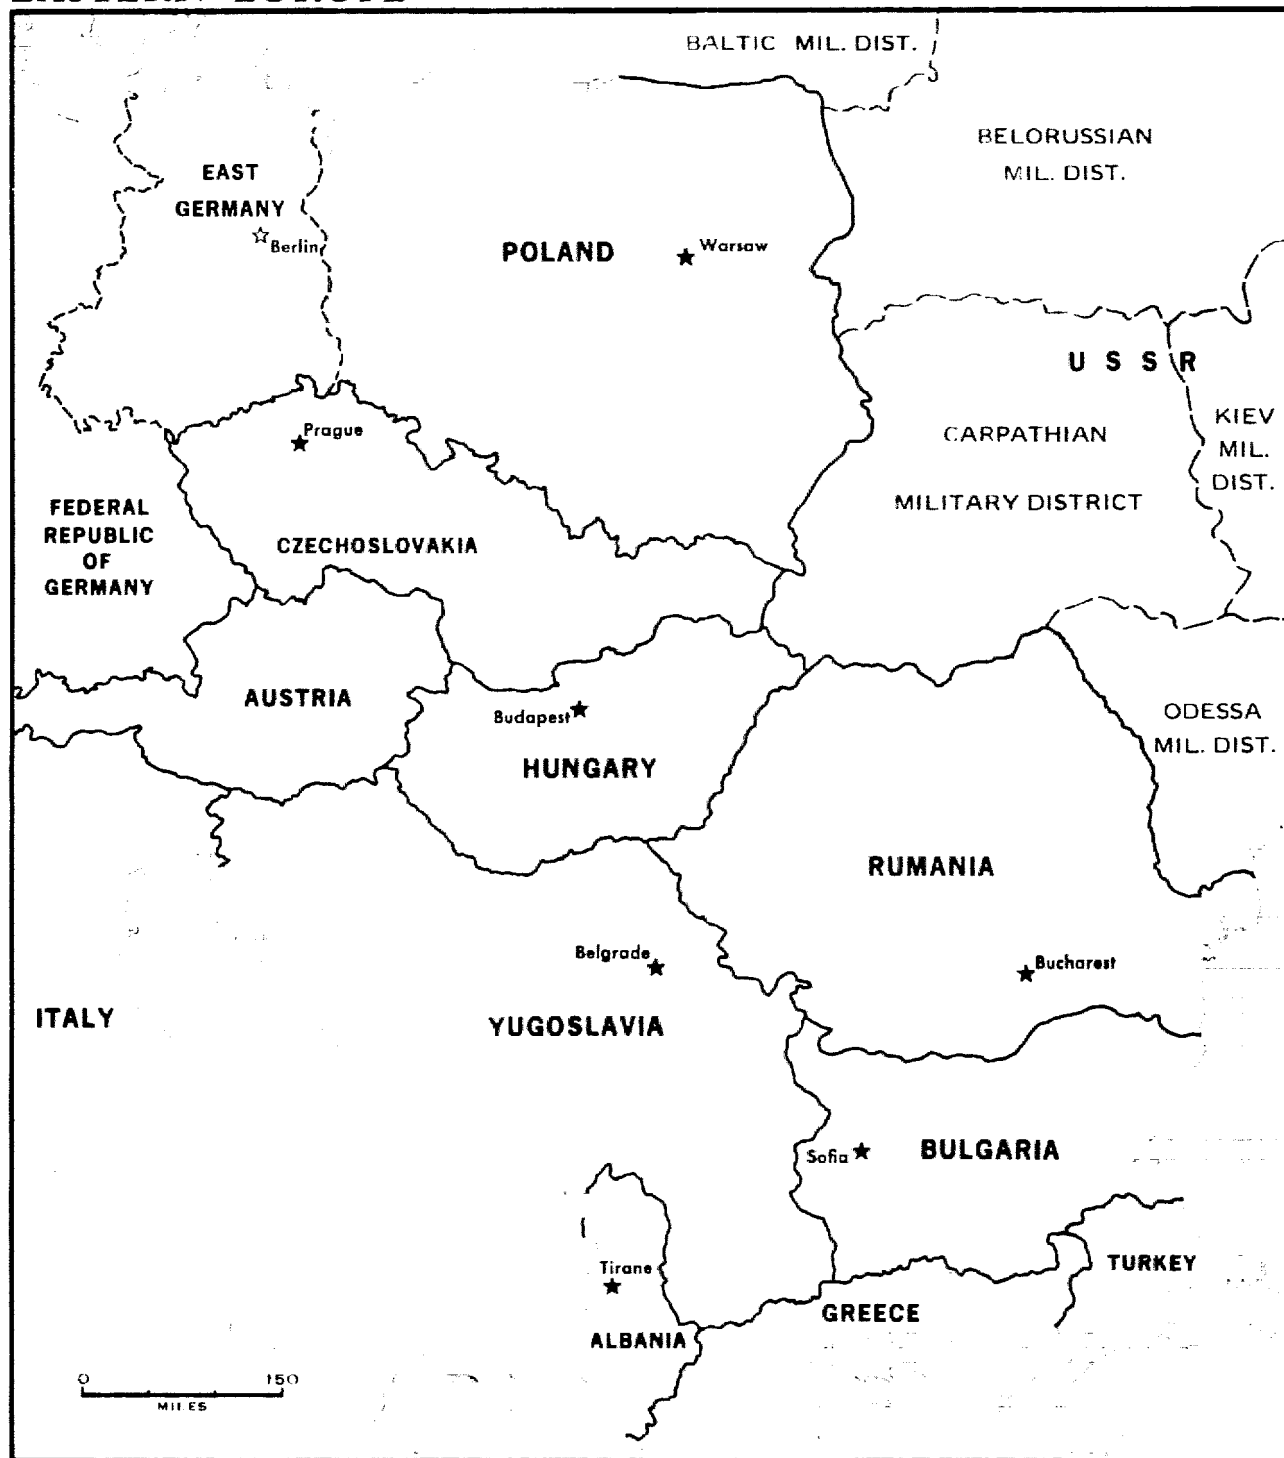 EASTERN EUROPE
BALTIC MIL. DIST.
BELORUSSIAN
MIL. DIST.
EAST
GERMANY
Berlin
POLAND
Warsaw
U S S R
Prague
CARPATHIAN
MILITARY DISTRICT
KIEV
MIL.
DIST.
FEDERAL
REPUBLIC
OF
GERMANY
CZECHOSLOVAKIA
AUSTRIA
Budapest
HUNGARY
ODESSA
MIL. DIST.
RUMANIA
Belgrade
Bucharest
ITALY
YUGOSLAVIA
Sofia
BULGARIA
Tirane
TURKEY
GREECE
ALBANIA
0 150
MILES